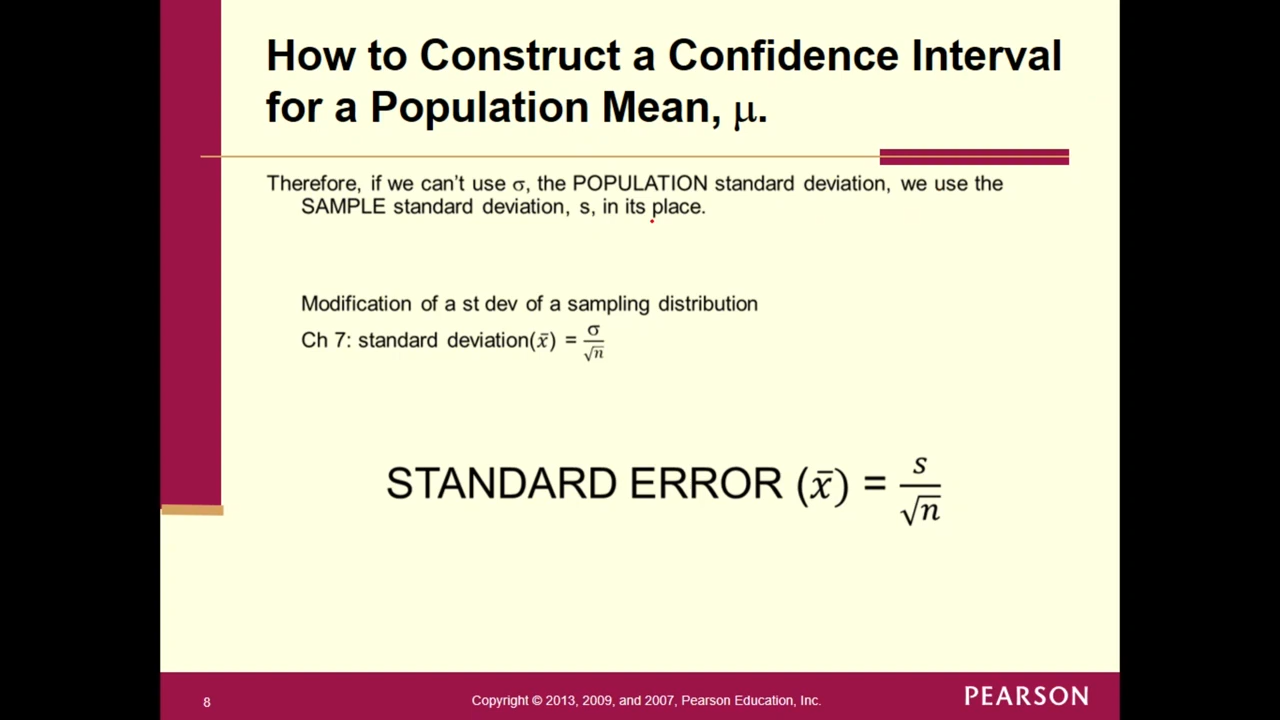 How to Construct a Confidence Interval
for a Population Mean, μ.
Therefore, if we can't use σ, the POPULATION standard deviation, we use the
SAMPLE standard deviation, s, in its place.
Modification of a st dev of a sampling distribution
Ch 7: standard deviation(x̄) = σ/√n
STANDARD ERROR (x̄) = s/√n
8
Copyright © 2013, 2009, and 2007, Pearson Education, Inc.
PEARSON